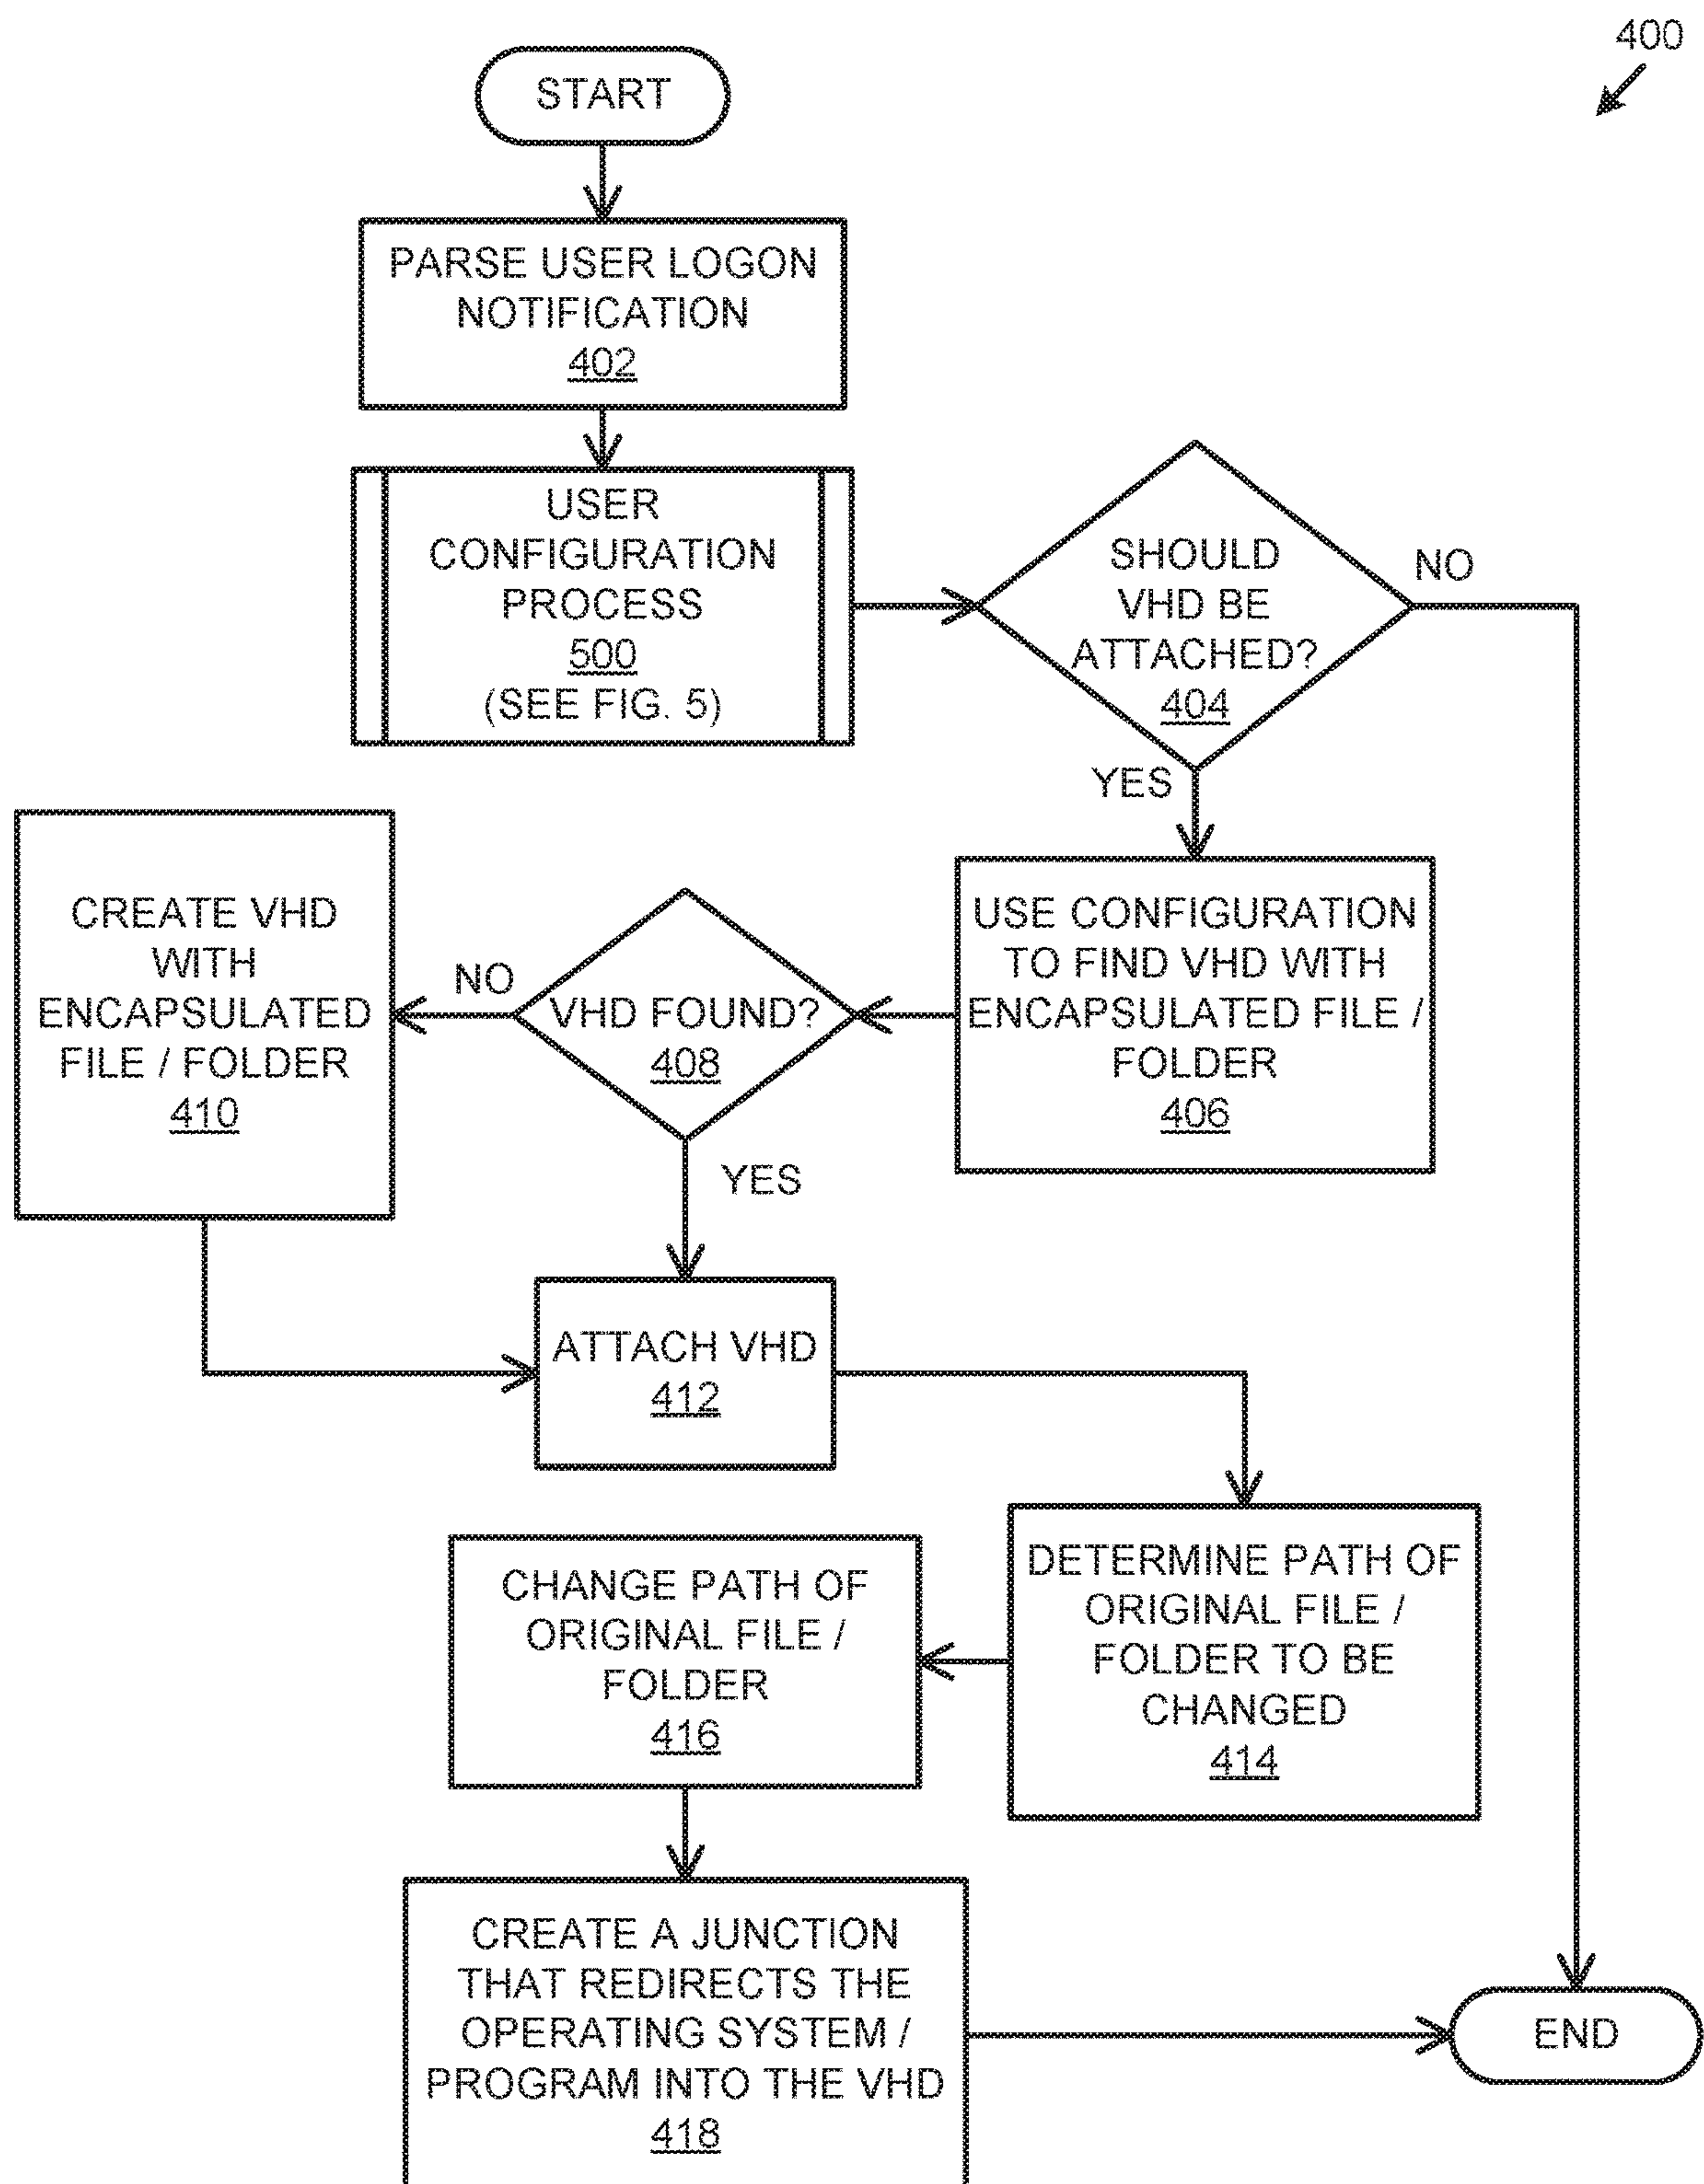 400
START
PARSE USER LOGON
NOTIFICATION
402
USER
CONFIGURATION
PROCESS
500
(SEE FIG. 5)
SHOULD
VHD BE
ATTACHED?
404
NO
YES
USE CONFIGURATION
TO FIND VHD WITH
ENCAPSULATED FILE /
FOLDER
406
VHD FOUND?
408
NO
YES
CREATE VHD
WITH
ENCAPSULATED
FILE / FOLDER
410
ATTACH VHD
412
DETERMINE PATH OF
ORIGINAL FILE /
FOLDER TO BE
CHANGED
414
CHANGE PATH OF
ORIGINAL FILE /
FOLDER
416
CREATE A JUNCTION
THAT REDIRECTS THE
OPERATING SYSTEM /
PROGRAM INTO THE VHD
418
END